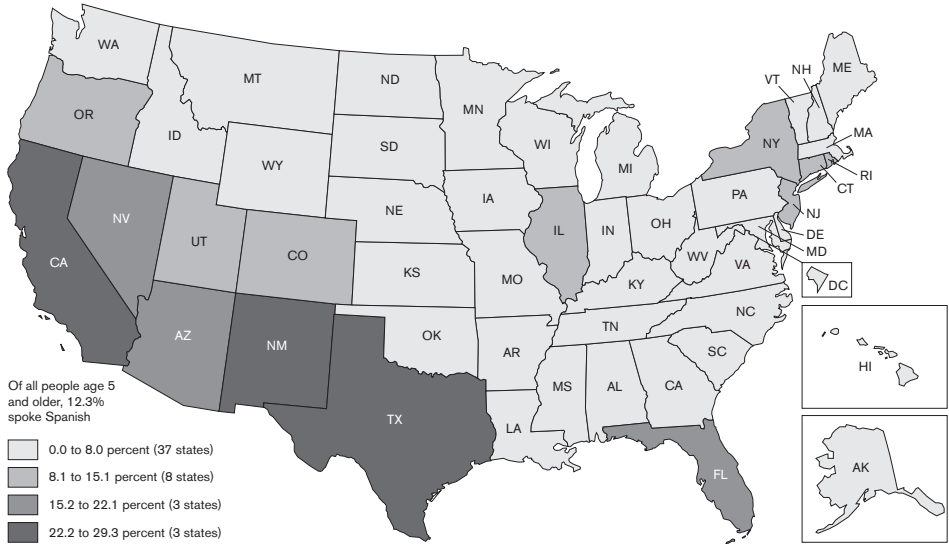 WA
MT
ND
MN
VT
NH
ME
OR
ID
SD
WI
MI
NY
MA
RI
CT
WY
IA
NE
PA
NJ
DE
MD
DC
NV
UT
CO
IL
IN
OH
WV
VA
CA
KS
MO
KY
NC
AZ
NM
OK
AR
TN
SC
MS
AL
CA
HI
TX
LA
FL
AK
Of all people age 5
and older, 12.3%
spoke Spanish
0.0 to 8.0 percent (37 states)
8.1 to 15.1 percent (8 states)
15.2 to 22.1 percent (3 states)
22.2 to 29.3 percent (3 states)